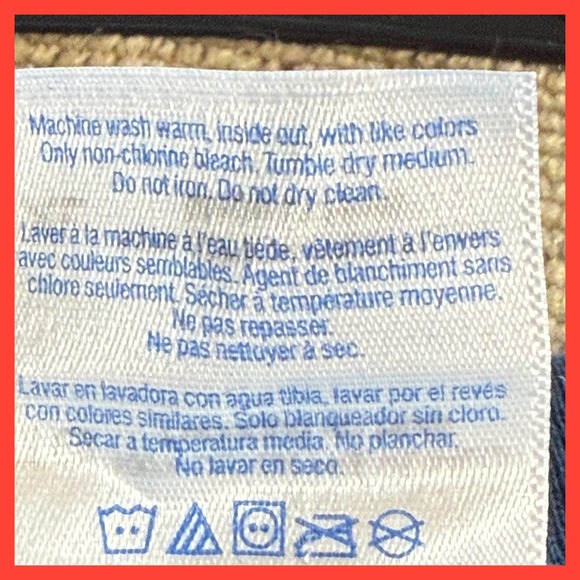 Machine wash warm, inside out, with like colors
Only non-chlorine bleach. Tumble dry medium.
Do not iron. Do not dry clean.
Laver à la machine à l'eau tiède, vêtement à l'envers
avec couleurs semblables. Agent de blanchiment sans
chlore seulement. Sécher à température moyenne.
Ne pas repasser.
Ne pas nettoyer à sec.
Lavar en lavadora con agua tibia, lavar por el revés
con colores similares. Solo blanqueador sin cloro.
Secar a temperatura media. No planchar.
No lavar en seco.